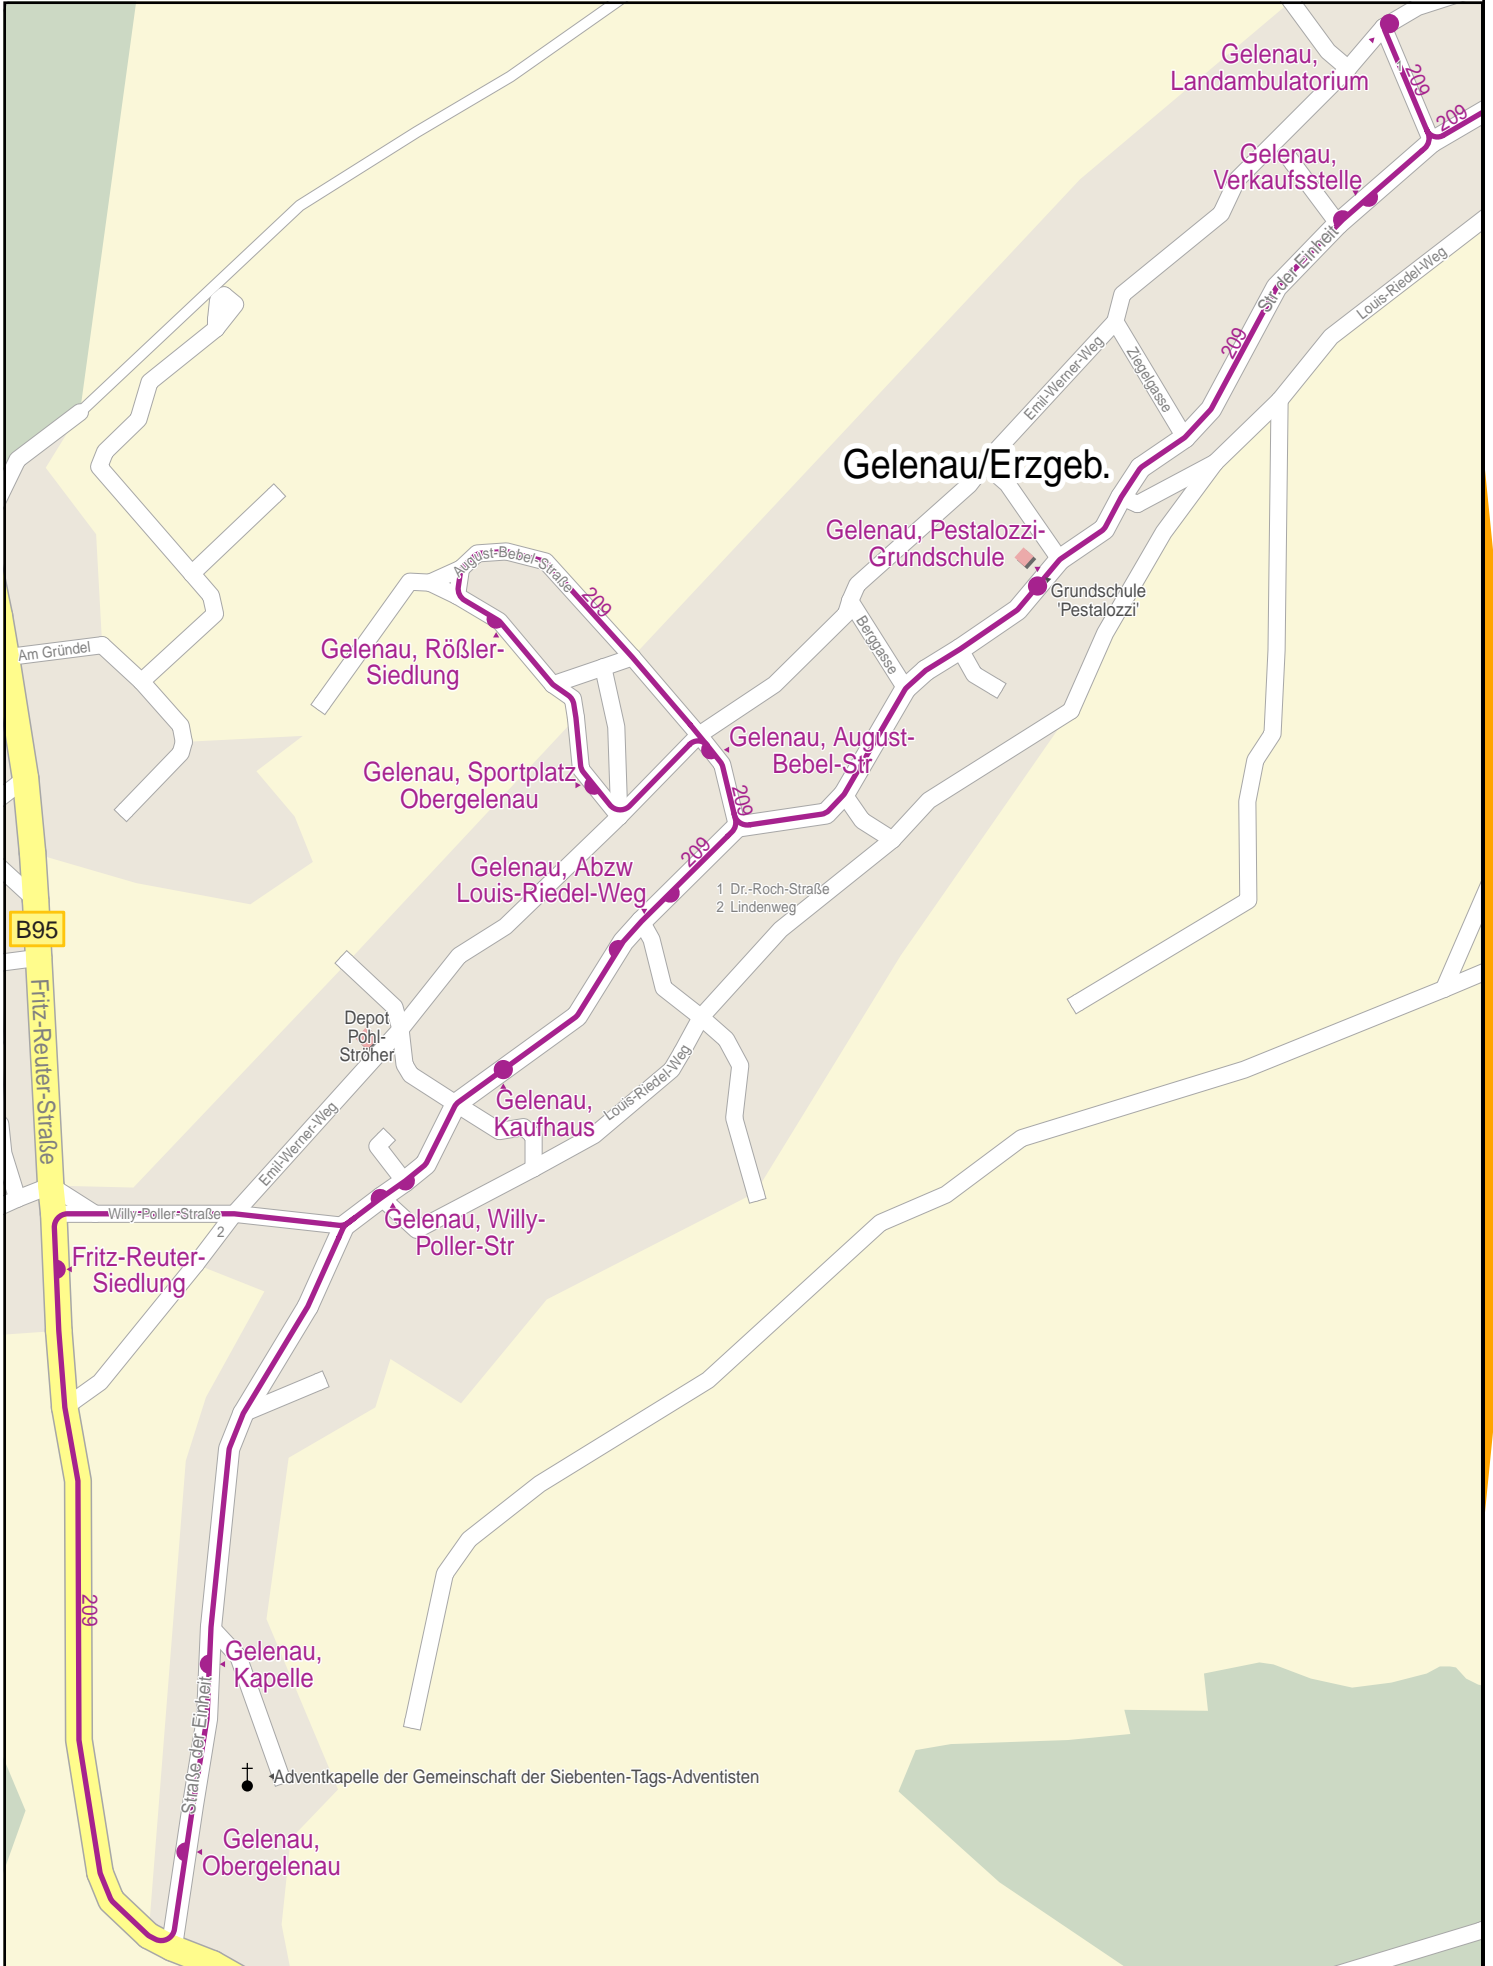 Gelenau,
Landambulatorium
209
209
Gelenau,
Verkaufsstelle
Str. der Einheit
Louis-Riedel-Weg
209
Emil-Werner-Weg
Ziegelgasse
Gelenau/Erzgeb.
Gelenau, Pestalozzi-
Grundschule
Grundschule
'Pestalozzi'
August-Bebel-Straße
209
Berggasse
Am Gründel
Gelenau, Rößler-
Siedlung
Gelenau, August-
Bebel-Str
Gelenau, Sportplatz
Obergelenau
209
209
Gelenau, Abzw
Louis-Riedel-Weg
1 Dr.-Roch-Straße
2 Lindenweg
B95
Fritz-Reuter-Straße
Depot
Pohl-
Ströher
Louis-Riedel-Weg
Gelenau,
Kaufhaus
Emil-Werner-Weg
Willy-Poller-Straße
2
Gelenau, Willy-
Poller-Str
Fritz-Reuter-
Siedlung
209
Gelenau,
Kapelle
Straße der Einheit
Adventkapelle der Gemeinschaft der Siebenten-Tags-Adventisten
Gelenau,
Obergelenau